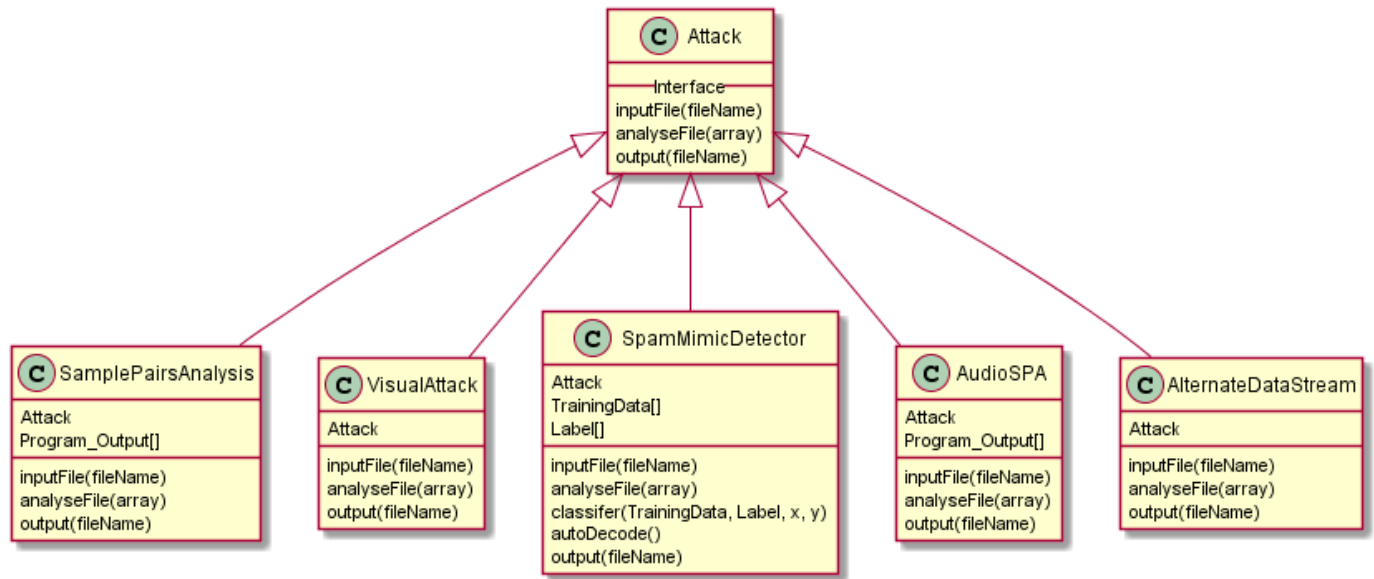 C Attack
Interface
inputFile(fileName)
analyseFile(array)
output(fileName)
C SamplePairsAnalysis
Attack
Program_Output[]
inputFile(fileName)
analyseFile(array)
output(fileName)
C VisualAttack
Attack
inputFile(fileName)
analyseFile(array)
output(fileName)
C SpamMimicDetector
Attack
TrainingData[]
Label[]
inputFile(fileName)
analyseFile(array)
classifer(TrainingData, Label, x, y)
autoDecode()
output(fileName)
C AudioSPA
Attack
Program_Output[]
inputFile(fileName)
analyseFile(array)
output(fileName)
C AlternateDataStream
Attack
inputFile(fileName)
analyseFile(array)
output(fileName)